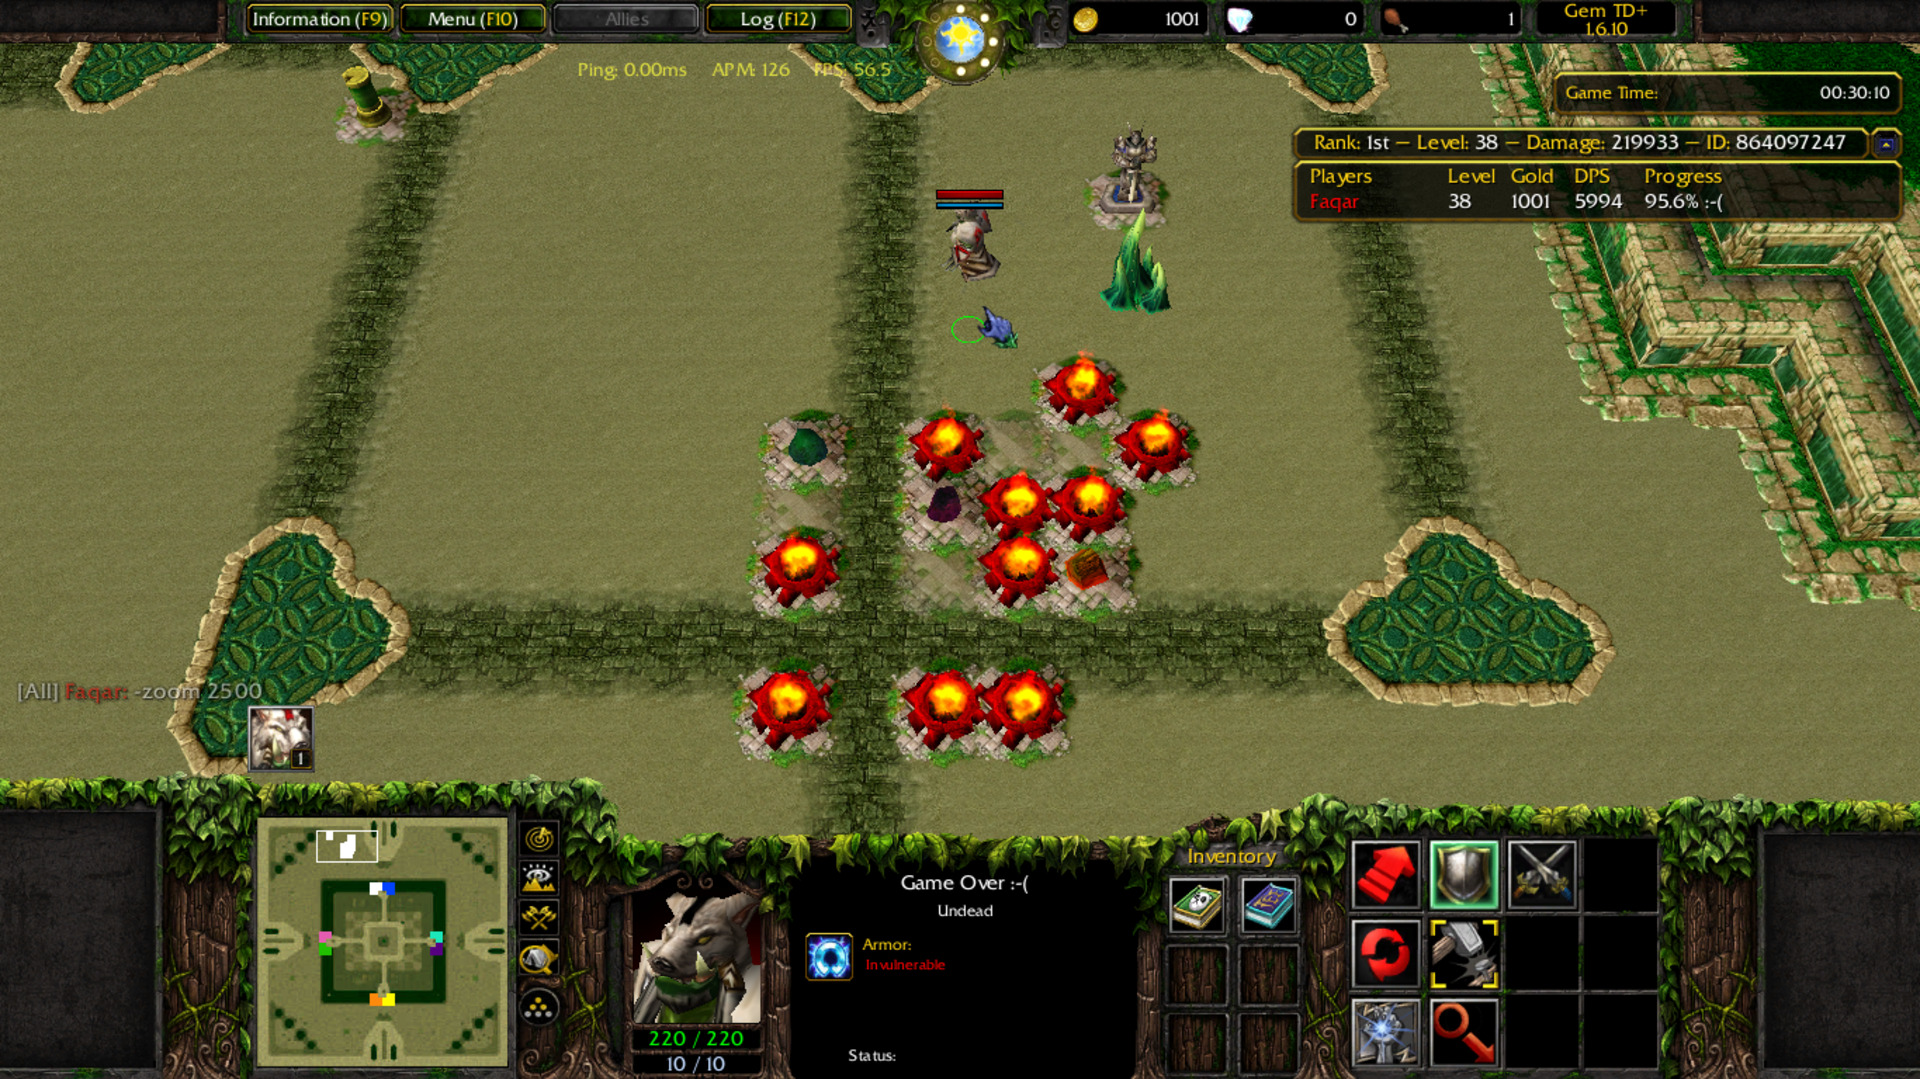 Information (F9) Menu (F10) Allies Log (F12) 1001 0 1 Gem TD+
1.6.10
Ping: 0.00ms APM: 126 FPS: 56.5
Game Time: 00:30:10
Rank: 1st – Level: 38 – Damage: 219933 – ID: 864097247
Players Level Gold DPS Progress
Faqar 38 1001 5994 95.6% :-(
[All] Faqar: -zoom 2500
1
Inventory
Game Over :-(
Undead
Armor:
Invulnerable
220 / 220
10 / 10
Status: